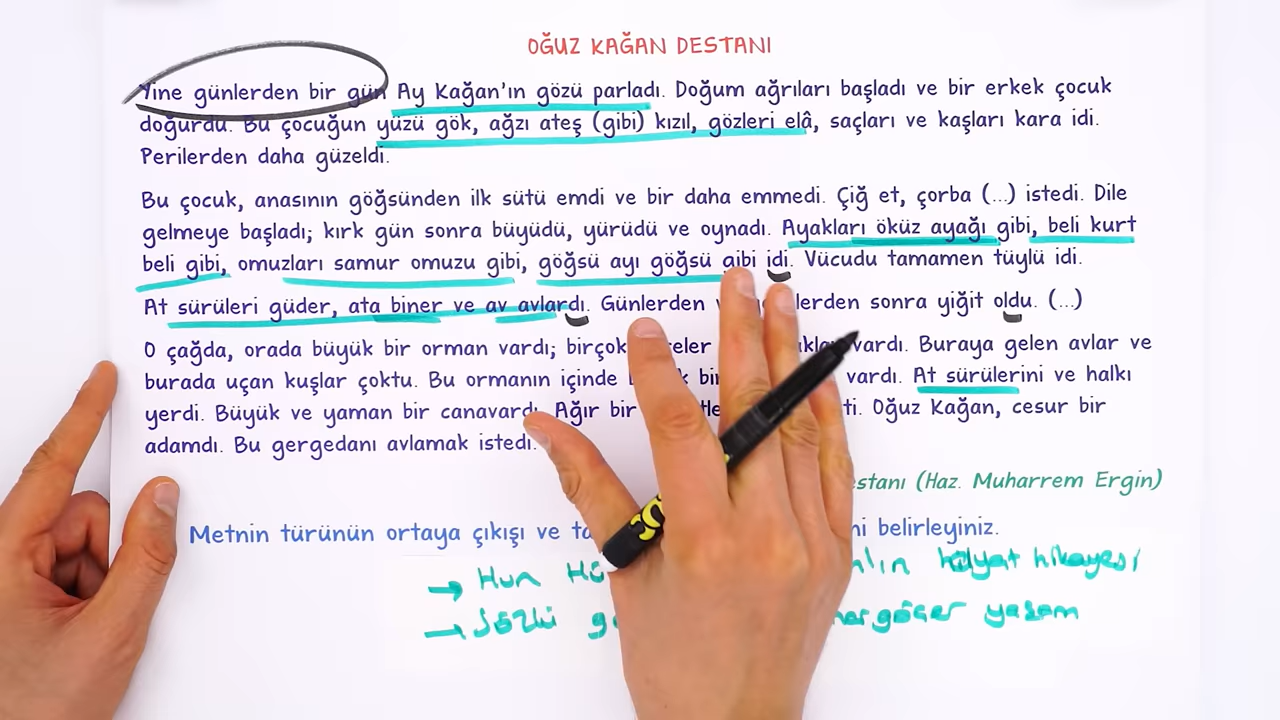 OĞUZ KAĞAN DESTANI
Yine günlerden bir gün Ay Kağan'ın gözü parladı. Doğum ağrıları başladı ve bir erkek çocuk
doğurdu. Bu çocuğun yüzü gök, ağzı ateş (gibi) kızıl, gözleri elâ, saçları ve kaşları kara idi.
Perilerden daha güzeldi.
Bu çocuk, anasının göğsünden ilk sütü emdi ve bir daha emmedi. Çiğ et, çorba (...) istedi. Dile
gelmeye başladı; kırk gün sonra büyüdü, yürüdü ve oynadı. Ayakları öküz ayağı gibi, beli kurt
beli gibi, omuzları samur omuzu gibi, göğsü ayı göğsü gibi idi. Vücudu tamamen tüylü idi.
At sürüleri güder, ata biner ve av avlardı. Günlerden sonra yiğit oldu. (...)
O çağda, orada büyük bir orman vardı; birçok vardı. Buraya gelen avlar ve
burada uçan kuşlar çoktu. Bu ormanın içinde bir vardı. At sürülerini ve halkı
yerdi. Büyük ve yaman bir canavardı. Ağır bir Oğuz Kağan, cesur bir
adamdı. Bu gergedanı avlamak istedi.
(Haz. Muharrem Ergin)
Metnin türünün ortaya çıkışı ve belirleyiniz.
→ Hun hayat hikayesi
→ Sözlü yaşam